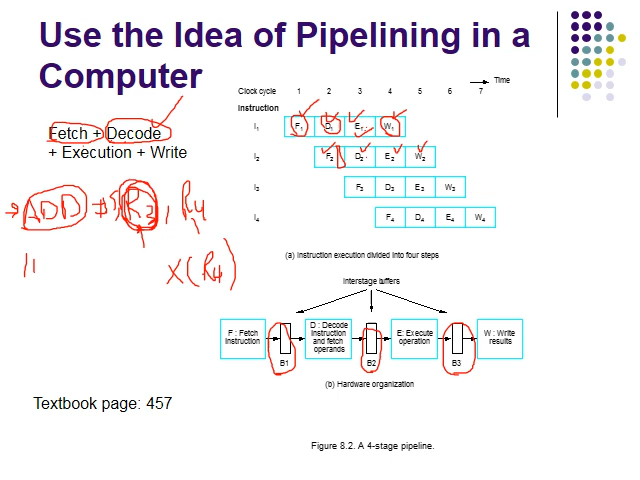 Use the Idea of Pipelining in a
Computer
Fetch + Decode
+ Execution + Write
ADD R3, R4
X(R4)
Textbook page: 457
Time
Clock cycle 1 2 3 4 5 6 7
Instruction
I1 F1 D1 E1 W1
I2 F2 D2 E2 W2
I3 F3 D3 E3 W3
I4 F4 D4 E4 W4
(a) Instruction execution divided into four steps
Interstage buffers
F : Fetch
instruction
D : Decode
instruction
and fetch
operands
E: Execute
operation
W : Write
results
B1 B2 B3
(b) Hardware organization
Figure 8.2. A 4-stage pipeline.